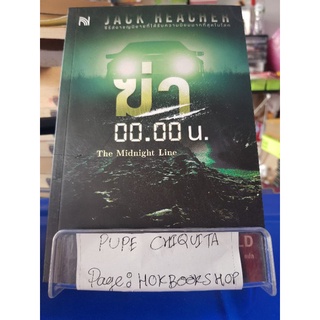 JACK REACHER
ฆ่า
00.00 น.
The Midnight Line
PUPE CHIQUITA
Page: HOKBOOKSHOP